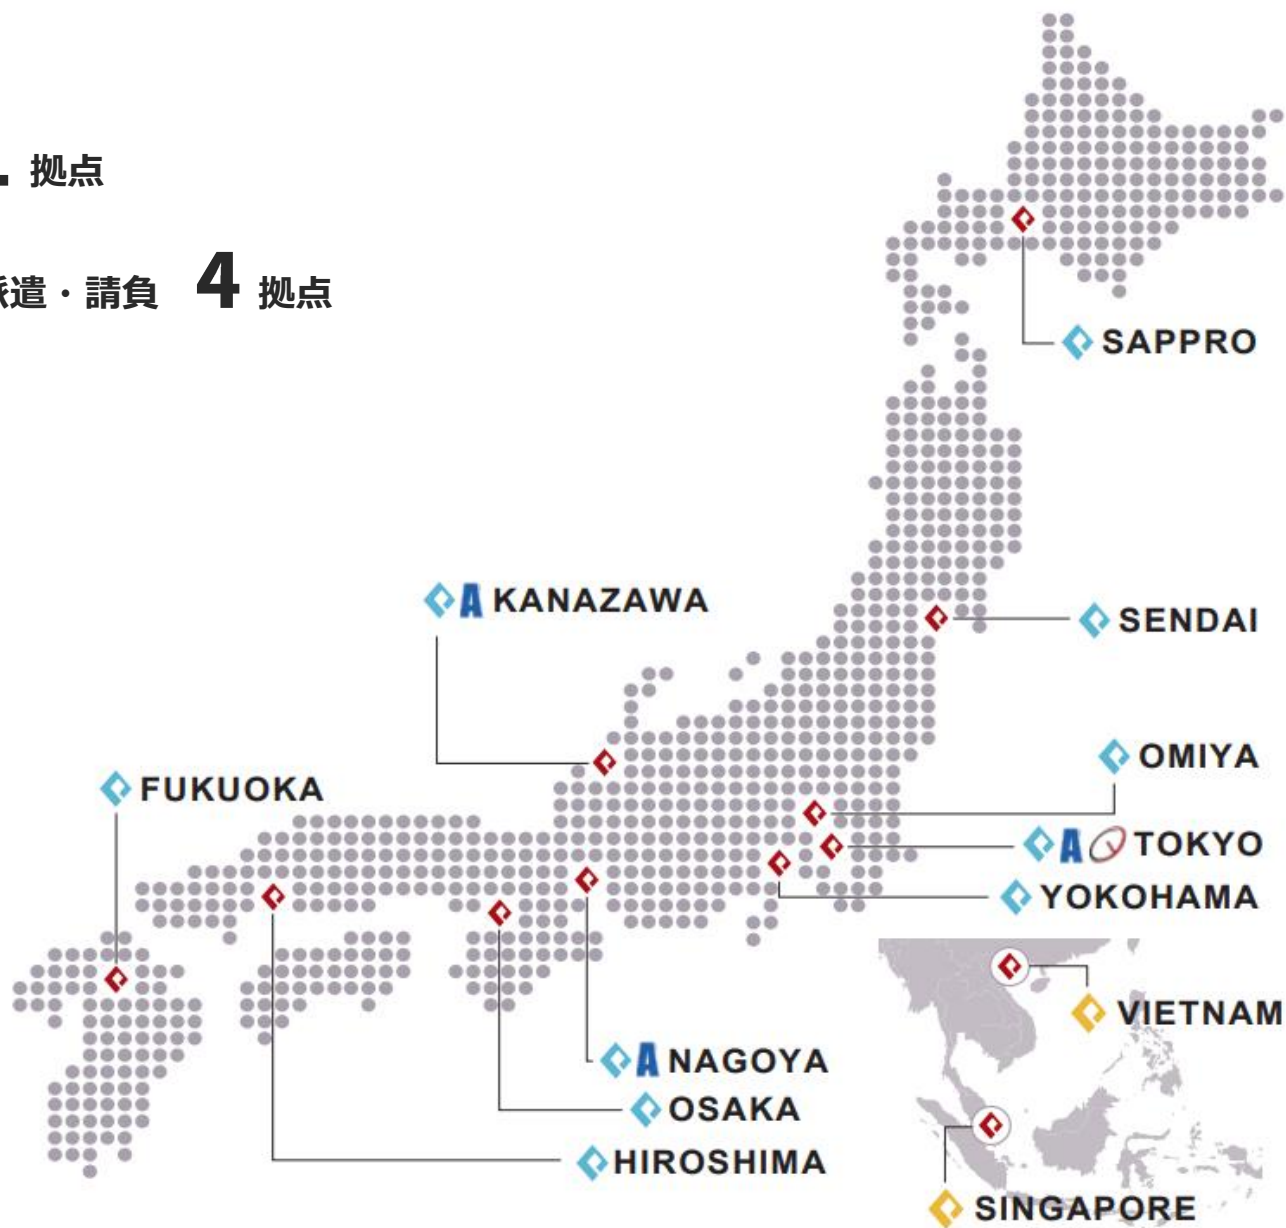 拠点
遣・請負 4 拠点
SAPPRO
KANAZAWA
SENDAI
OMIYA
FUKUOKA
TOKYO
YOKOHAMA
VIETNAM
NAGOYA
OSAKA
HIROSHIMA
SINGAPORE